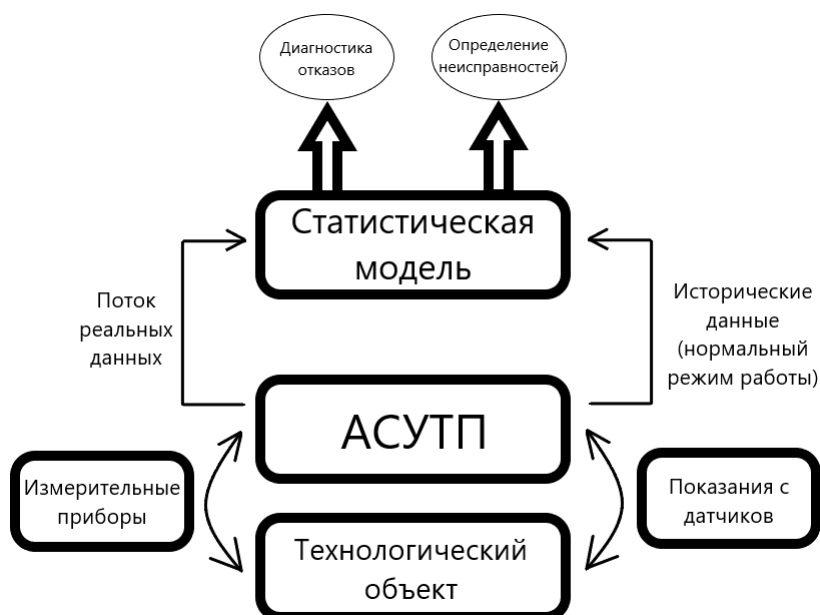 Диагностика
отказов
Определение
неисправностей
Статистическая
модель
Поток
реальных
данных
Исторические
данные
(нормальный
режим работы)
АСУТП
Измерительные
приборы
Показания с
датчиков
Технологический
объект